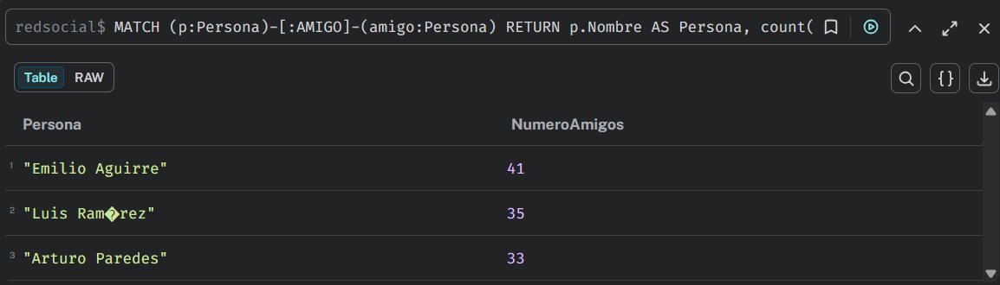 redsocial$ MATCH (p:Persona)-[:AMIGO]-(amigo:Persona) RETURN p.Nombre AS Persona, count(
Table RAW
Persona NumeroAmigos
1 "Emilio Aguirre" 41
2 "Luis Ram�rez" 35
3 "Arturo Paredes" 33